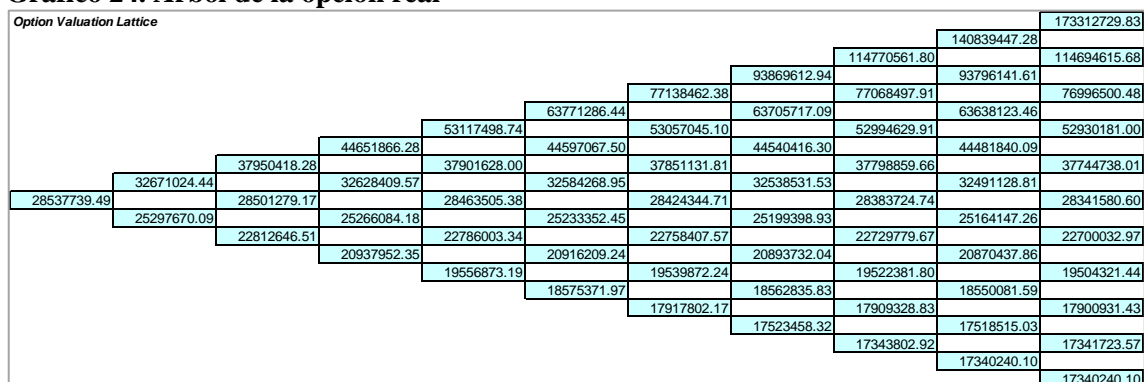 Gráfico 24. Árbol de la opción real
Option Valuation Lattice 173312729.83
140839447.28
114770561.80 114694615.68
93869612.94 93796141.61
77138462.38 77068497.91 76996500.48
63771286.44 63705717.09 63638123.46
53117498.74 53057045.10 52994629.91 52930181.00
44651866.28 44597067.50 44540416.30 44481840.09
37950418.28 37901628.00 37851131.81 37798859.66 37744738.01
32671024.44 32628409.57 32584268.95 32538531.53 32491128.81
28537739.49 28501279.17 28463505.38 28424344.71 28383724.74 28341580.60
25297670.09 25266084.18 25233352.45 25199398.93 25164147.26
22812646.51 22786003.34 22758407.57 22729779.67 22700032.97
20937952.35 20916209.24 20893732.04 20870437.86
19556873.19 19539872.24 19522381.80 19504321.44
18575371.97 18562835.83 18550081.59
17917802.17 17909328.83 17900931.43
17523458.32 17518515.03
17343802.92 17341723.57
17340240.10
17340240.10